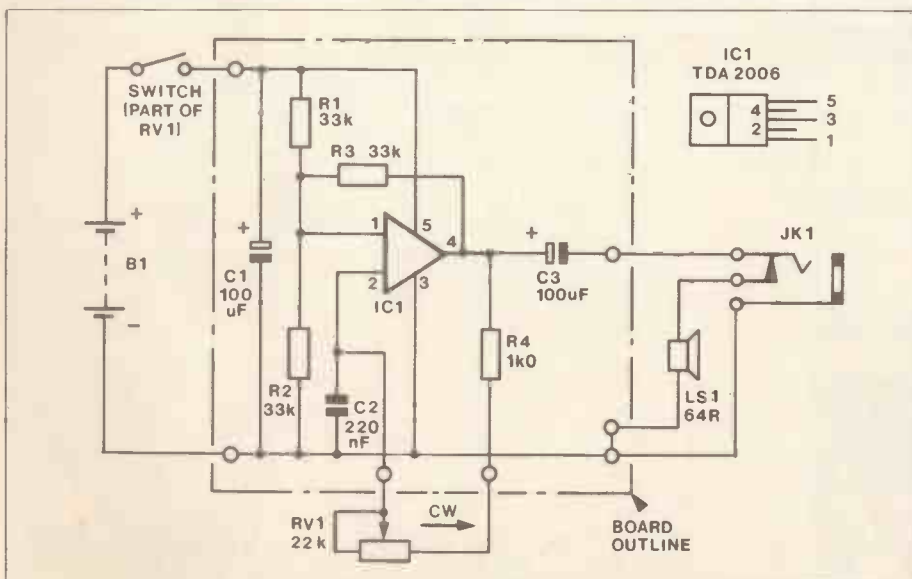 SWITCH
(PART OF
RV1)
B1
+
-
+
C1
100
uF
R1
33k
R3 33k
R2
33k
1
2
5
4
3
IC1
C2
220
nF
+
C3
100uF
R4
1k0
RV1
22k
CW
IC1
TDA 2006
4
2
5
3
1
JK1
LS1
64R
BOARD
OUTLINE